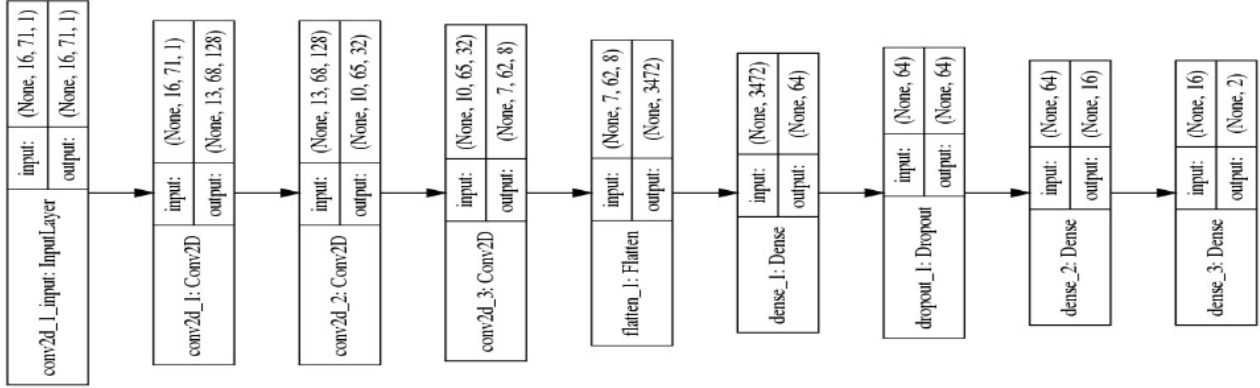 conv2d_1_input: InputLayer
input: (None, 16, 71, 1)
output: (None, 16, 71, 1)
conv2d_1: Conv2D
input: (None, 16, 71, 1)
output: (None, 13, 68, 128)
conv2d_2: Conv2D
input: (None, 13, 68, 128)
output: (None, 10, 65, 32)
conv2d_3: Conv2D
input: (None, 10, 65, 32)
output: (None, 7, 62, 8)
flatten_1: Flatten
input: (None, 7, 62, 8)
output: (None, 3472)
dense_1: Dense
input: (None, 3472)
output: (None, 64)
dropout_1: Dropout
input: (None, 64)
output: (None, 64)
dense_2: Dense
input: (None, 64)
output: (None, 16)
dense_3: Dense
input: (None, 16)
output: (None, 2)